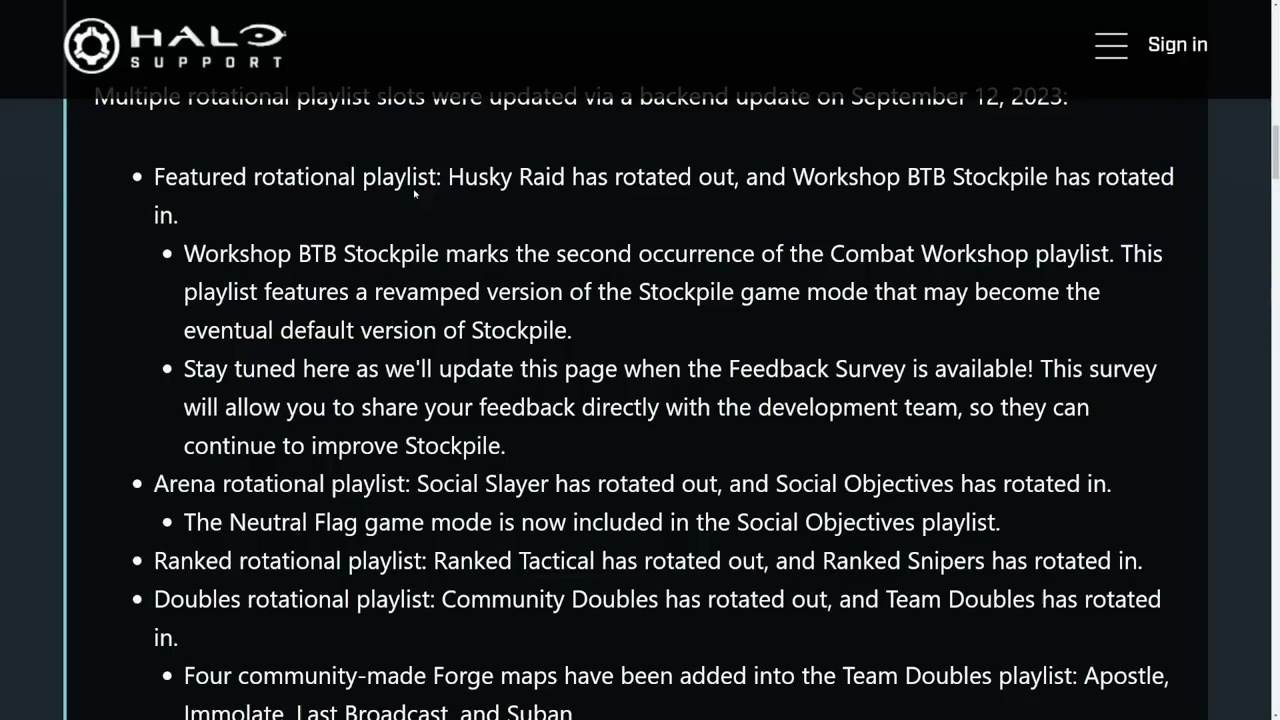 HALO
SUPPORT
Sign in
Multiple rotational playlist slots were updated via a backend update on September 12, 2023:
• Featured rotational playlist: Husky Raid has rotated out, and Workshop BTB Stockpile has rotated
in.
• Workshop BTB Stockpile marks the second occurrence of the Combat Workshop playlist. This
playlist features a revamped version of the Stockpile game mode that may become the
eventual default version of Stockpile.
• Stay tuned here as we'll update this page when the Feedback Survey is available! This survey
will allow you to share your feedback directly with the development team, so they can
continue to improve Stockpile.
• Arena rotational playlist: Social Slayer has rotated out, and Social Objectives has rotated in.
• The Neutral Flag game mode is now included in the Social Objectives playlist.
• Ranked rotational playlist: Ranked Tactical has rotated out, and Ranked Snipers has rotated in.
• Doubles rotational playlist: Community Doubles has rotated out, and Team Doubles has rotated
in.
• Four community-made Forge maps have been added into the Team Doubles playlist: Apostle,
Immolate, Last Broadcast, and Suban